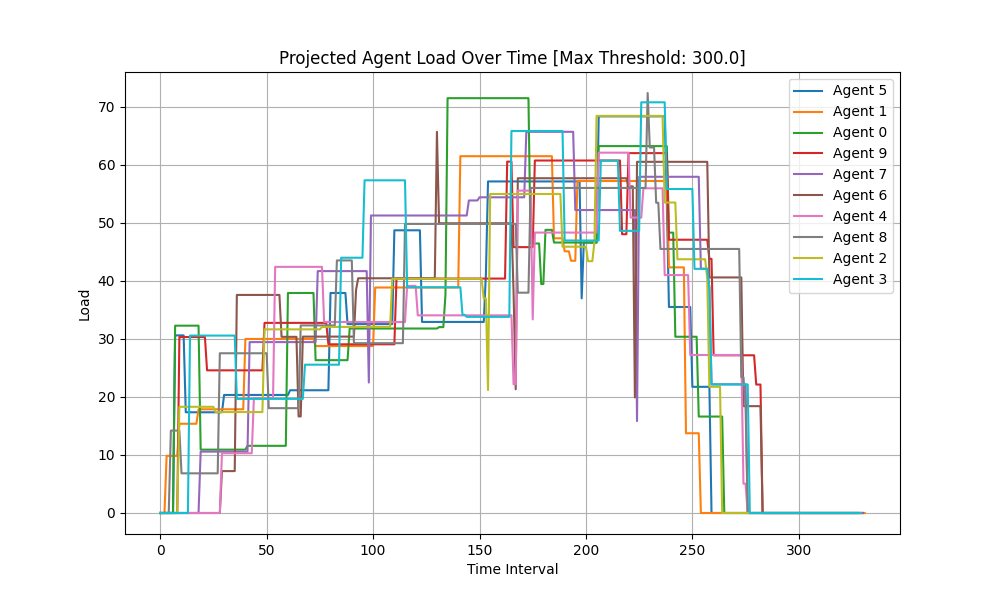 Projected Agent Load Over Time [Max Threshold: 300.0]
Load
70
60
50
40
30
20
10
0
0 50 100 150 200 250 300
Time Interval
Agent 5
Agent 1
Agent 0
Agent 9
Agent 7
Agent 6
Agent 4
Agent 8
Agent 2
Agent 3